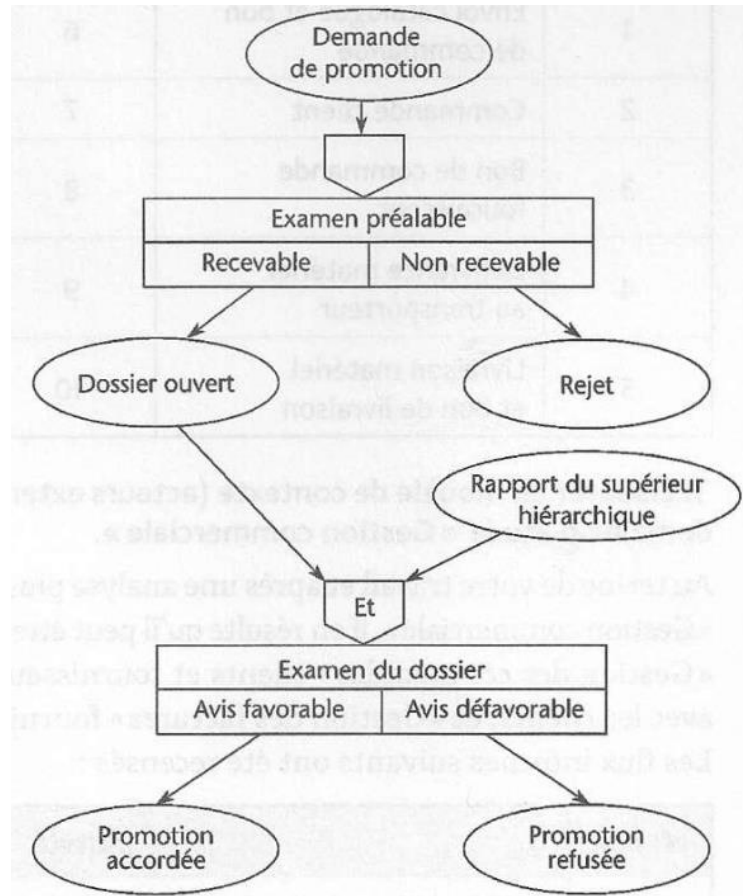 Demande
de promotion
Examen préalable
Recevable
Non recevable
Dossier ouvert
Rejet
Rapport du supérieur
hiérarchique
Et
Examen du dossier
Avis favorable
Avis défavorable
Promotion
accordée
Promotion
refusée